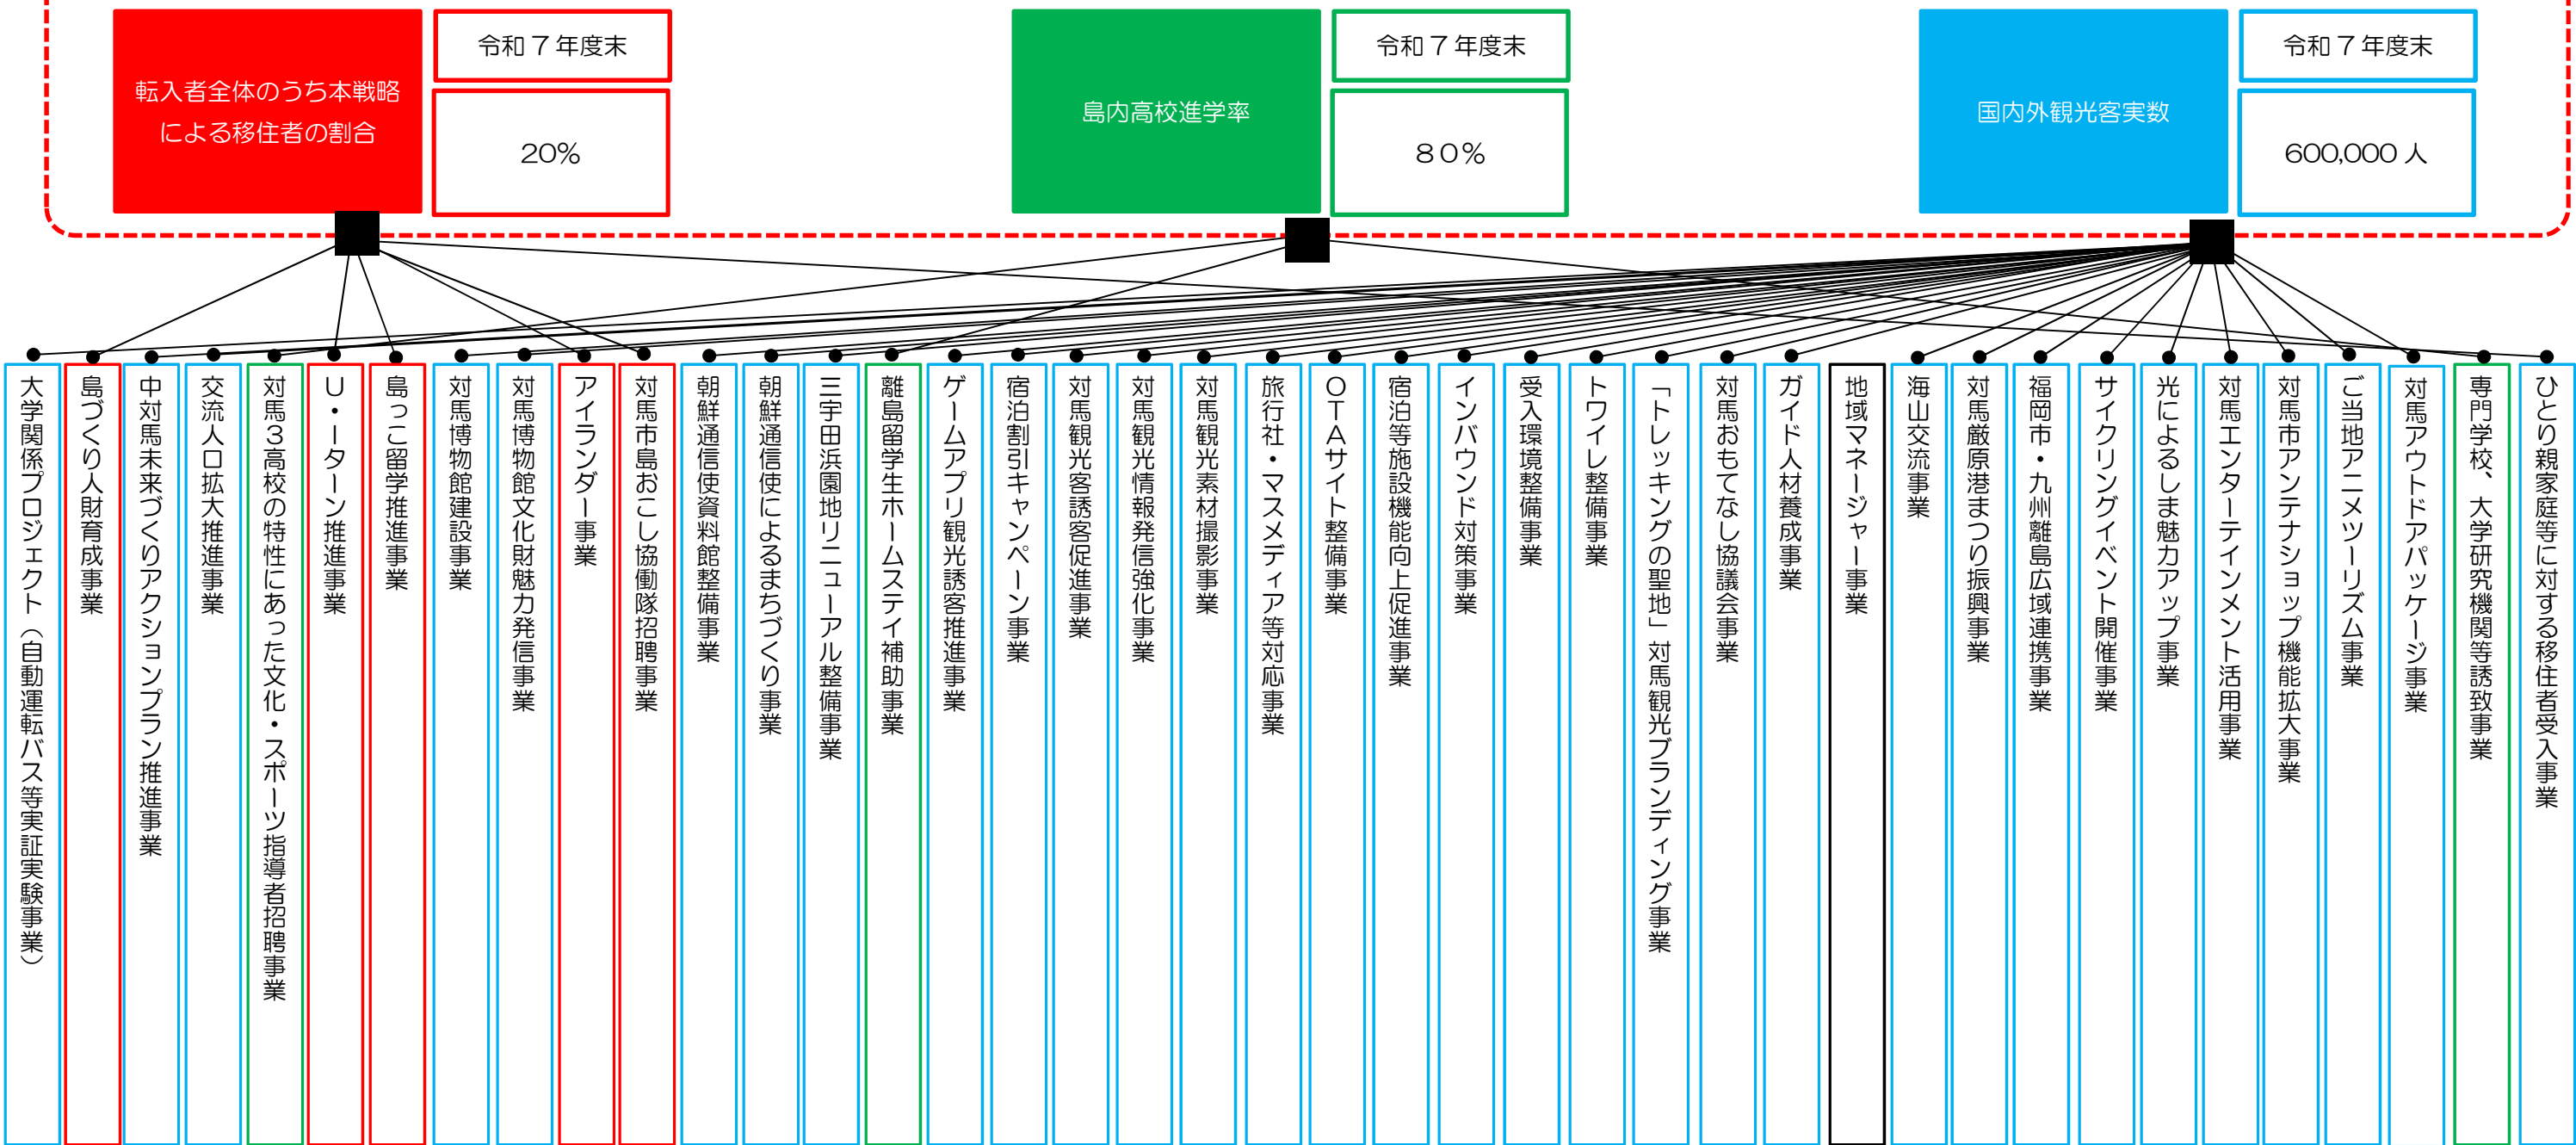 転入者全体のうち本戦略
による移住者の割合
令和７年度末
20%
島内高校進学率
令和７年度末
８０％
国内外観光客実数
令和７年度末
600,000 人
大学関係プロジェクト（自動運転バス等実証実験事業）
島づくり人財育成事業
中対馬未来づくりアクションプラン推進事業
交流人口拡大推進事業
対馬３高校の特性にあった文化・スポーツ指導者招聘事業
Ｕ・Ｉターン推進事業
島っこ留学推進事業
対馬博物館建設事業
対馬博物館文化財魅力発信事業
アイランダー事業
対馬市島おこし協働隊招聘事業
朝鮮通信使資料館整備事業
朝鮮通信使によるまちづくり事業
三宇田浜園地リニューアル整備事業
離島留学生ホームステイ補助事業
ゲームアプリ観光誘客推進事業
宿泊割引キャンペーン事業
対馬観光客誘客促進事業
対馬観光情報発信強化事業
対馬観光素材撮影事業
旅行社・マスメディア等対応事業
ＯＴＡサイト整備事業
宿泊等施設機能向上促進事業
インバウンド対策事業
受入環境整備事業
トワイレ整備事業
「トレッキングの聖地」対馬観光ブランディング事業
対馬おもてなし協議会事業
ガイド人材養成事業
地域マネージャー事業
海山交流事業
対馬厳原港まつり振興事業
福岡市・九州離島広域連携事業
サイクリングイベント開催事業
光によるしま魅力アップ事業
対馬エンターテインメント活用事業
対馬市アンテナショップ機能拡大事業
ご当地アニメツーリズム事業
対馬アウトドアパッケージ事業
専門学校、大学研究機関等誘致事業
ひとり親家庭等に対する移住者受入事業